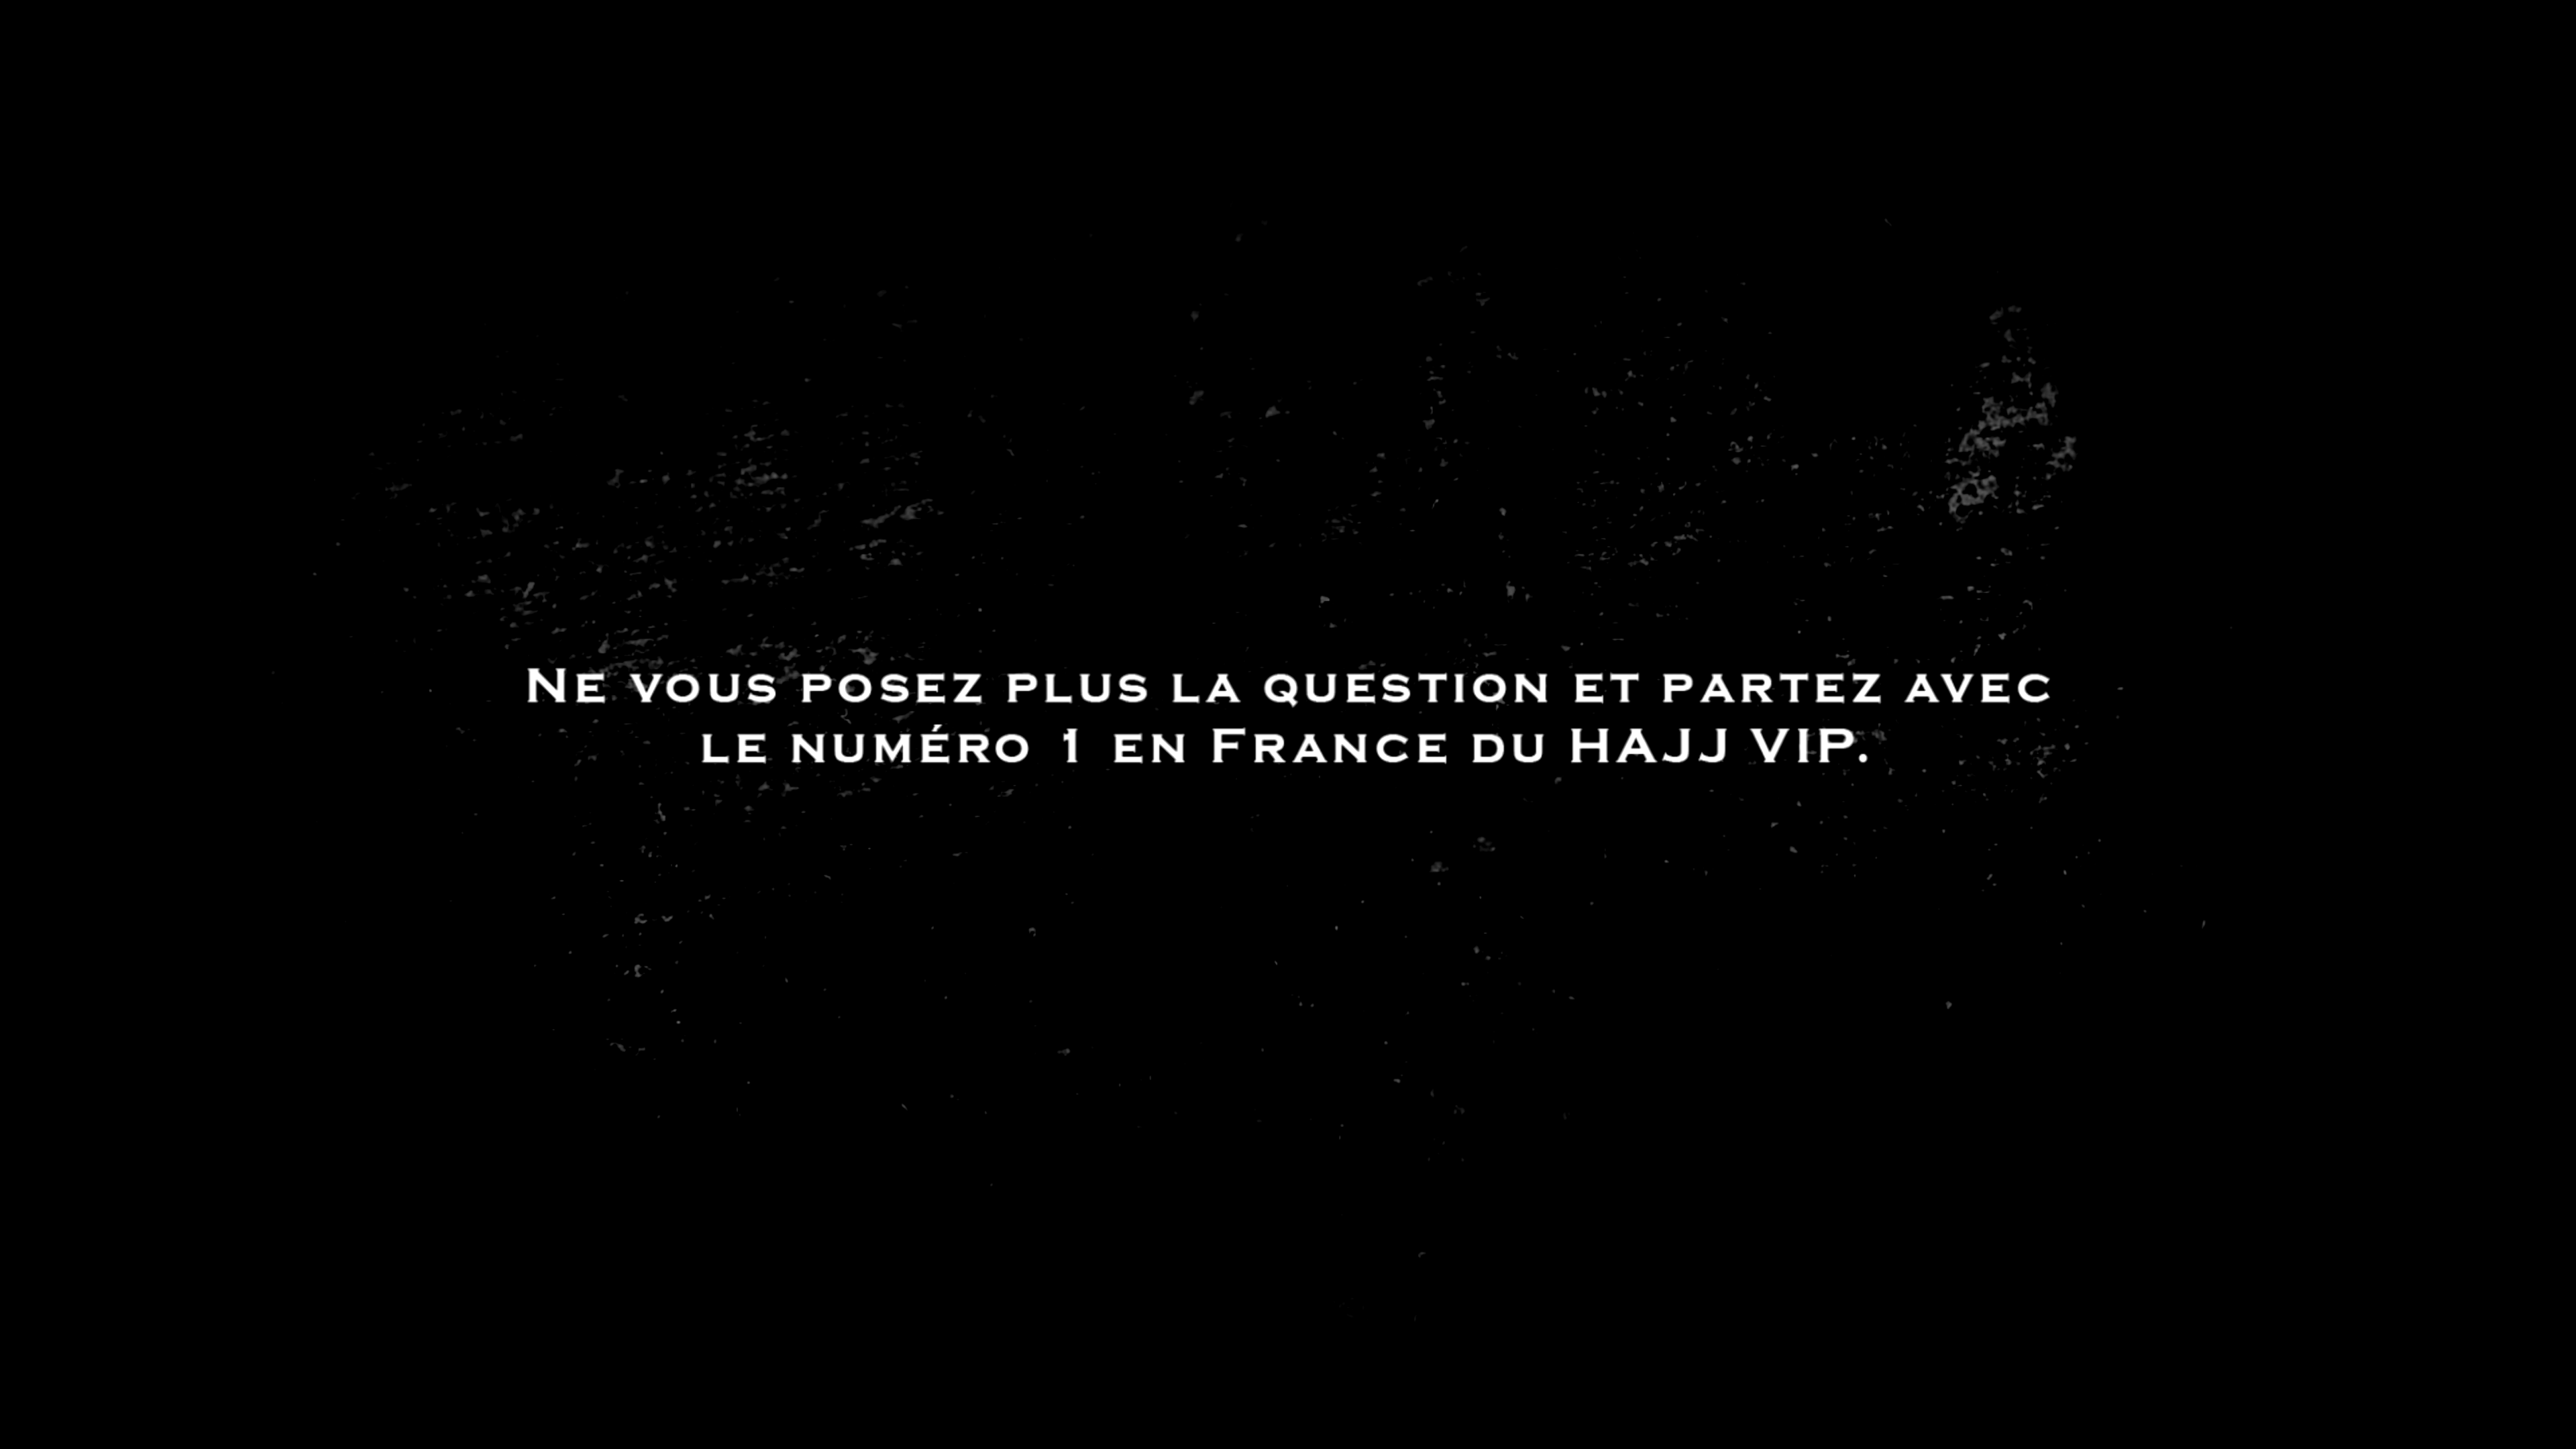 Ne vous posez plus la question et partez avec
le numéro 1 en France du HAJJ VIP.